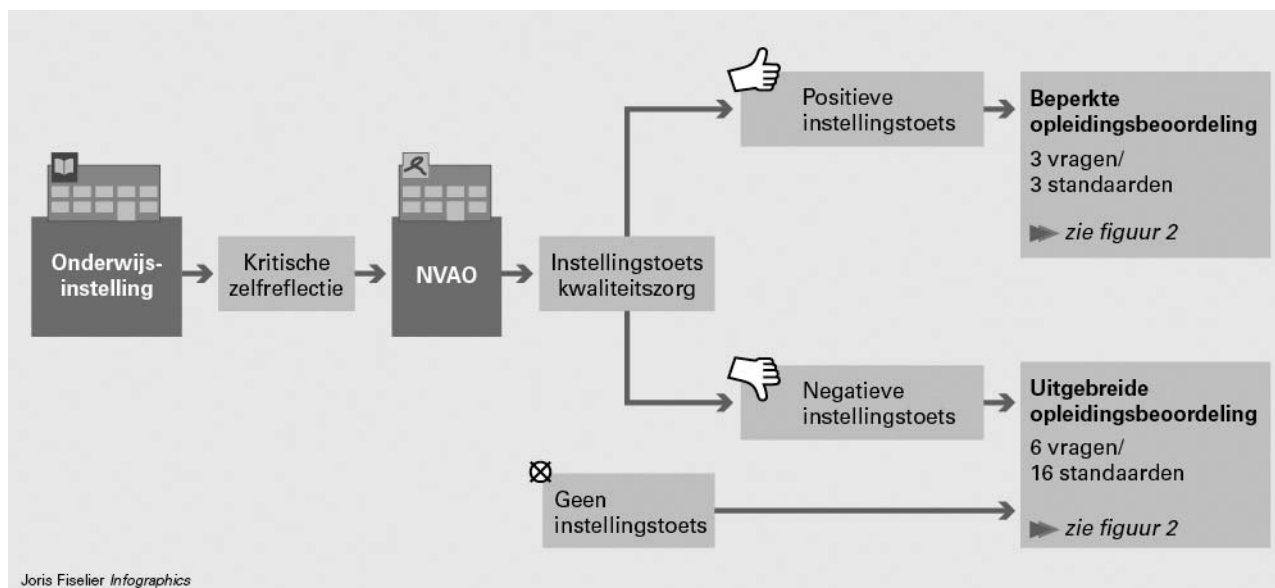 Onderwijs-
instelling
Kritische
zelfreflectie
NVAO
Instellingstoets
kwaliteitszorg
Positieve
instellingstoets
Beperkte
opleidingsbeoordeling
3 vragen/
3 standaarden
zie figuur 2
Negatieve
instellingstoets
Uitgebreide
opleidingsbeoordeling
6 vragen/
16 standaarden
zie figuur 2
Geen
instellingstoets
Joris Fiselier Infographics